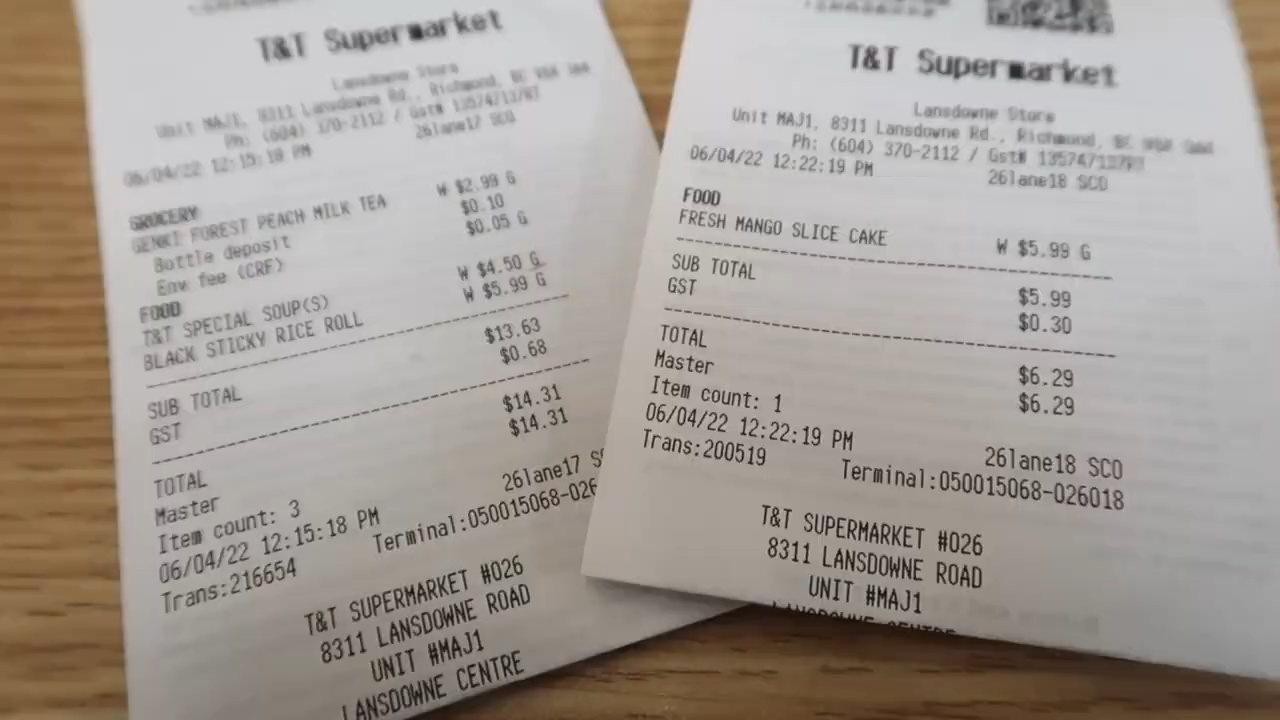 T&T Supermarket
Lansdowne Store
Unit MAJ1, 8311 Lansdowne Rd., Richmond, BC
Ph: (604) 370-2112 / Gst#
06/04/22 12:15:18 PM 26lane17 SCO
GROCERY
GENKI FOREST PEACH MILK TEA W $2.99 G
Bottle deposit $0.10
Env fee (CRF) $0.05 G
FOOD
T&T SPECIAL SOUP(S) W $4.50 G
BLACK STICKY RICE ROLL W $5.99 G
SUB TOTAL $13.63
GST $0.68
TOTAL $14.31
Master $14.31
Item count: 3
06/04/22 12:15:18 PM 26lane17
Trans:216654 Terminal:050015068-026
T&T SUPERMARKET #026
8311 LANSDOWNE ROAD
UNIT #MAJ1
LANSDOWNE CENTRE
T&T Supermarket
Lansdowne Store
Unit MAJ1, 8311 Lansdowne Rd., Richmond, BC
Ph: (604) 370-2112 / Gst#
06/04/22 12:22:19 PM 26lane18 SCO
FOOD
FRESH MANGO SLICE CAKE W $5.99 G
SUB TOTAL $5.99
GST $0.30
TOTAL $6.29
Master $6.29
Item count: 1
06/04/22 12:22:19 PM 26lane18 SCO
Trans:200519 Terminal:050015068-026018
T&T SUPERMARKET #026
8311 LANSDOWNE ROAD
UNIT #MAJ1
LANSDOWNE CENTRE